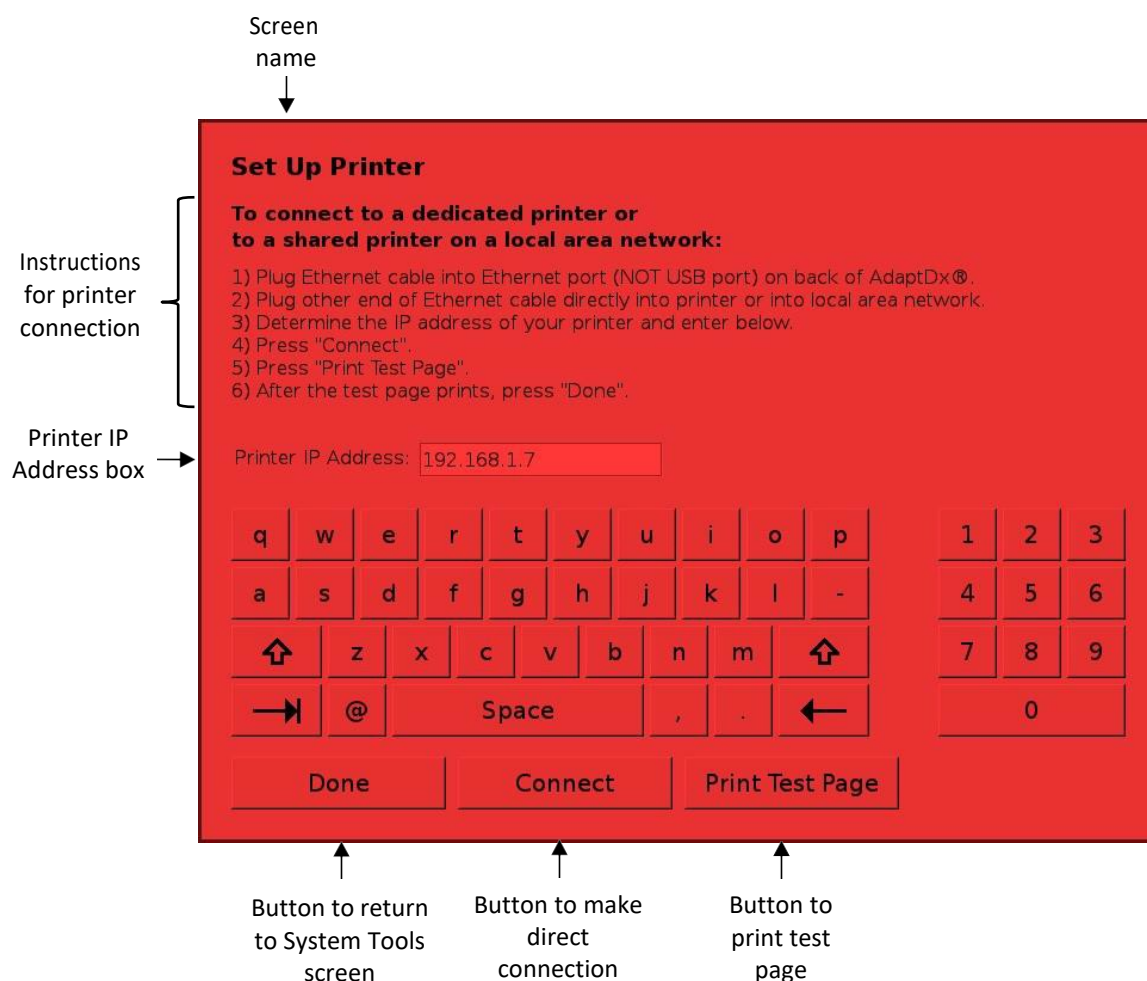 Screen
name
Set Up Printer
To connect to a dedicated printer or
to a shared printer on a local area network:
1) Plug Ethernet cable into Ethernet port (NOT USB port) on back of AdaptDx®.
2) Plug other end of Ethernet cable directly into printer or into local area network.
3) Determine the IP address of your printer and enter below.
4) Press "Connect".
5) Press "Print Test Page".
6) After the test page prints, press "Done".
Instructions
for printer
connection
Printer IP
Address box
Printer IP Address: 192.168.1.7
q w e r t y u i o p 1 2 3
a s d f g h j k l - 4 5 6
z x c v b n m 7 8 9
@ Space , . 0
Done Connect Print Test Page
Button to return
to System Tools
screen
Button to make
direct
connection
Button to
print test
page